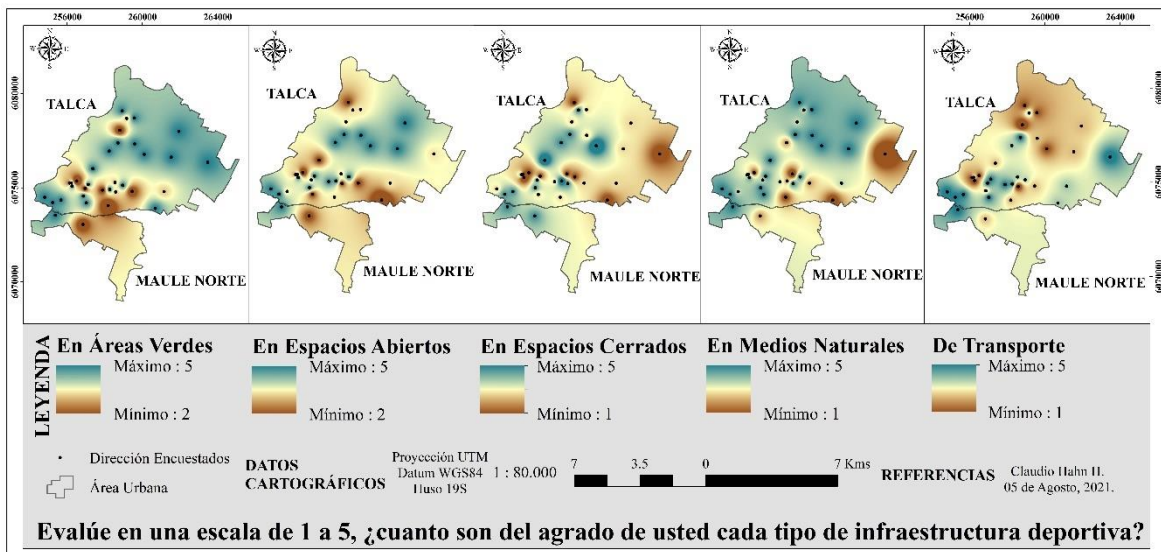 256000 260000 264000
256000 260000 264000
6080000
6075000
6070000
6080000
6075000
6070000
N
W E
S
TALCA
MAULE NORTE
N
W E
S
TALCA
MAULE NORTE
N
W E
S
TALCA
MAULE NORTE
N
W E
S
TALCA
MAULE NORTE
N
W E
S
TALCA
MAULE NORTE
LEYENDA
En Áreas Verdes
Máximo : 5
Mínimo : 2
En Espacios Abiertos
Máximo : 5
Mínimo : 2
En Espacios Cerrados
Máximo : 5
Mínimo : 1
En Medios Naturales
Máximo : 5
Mínimo : 1
De Transporte
Máximo : 5
Mínimo : 1
Dirección Encuestados
Área Urbana
DATOS
CARTOGRÁFICOS
Proyección UTM
Datum WGS84
Huso 19S
1 : 80.000
7 3.5 0 7 Kms
REFERENCIAS
Claudio Hahn H.
05 de Agosto, 2021.
Evalúe en una escala de 1 a 5, ¿cuanto son del agrado de usted cada tipo de infraestructura deportiva?